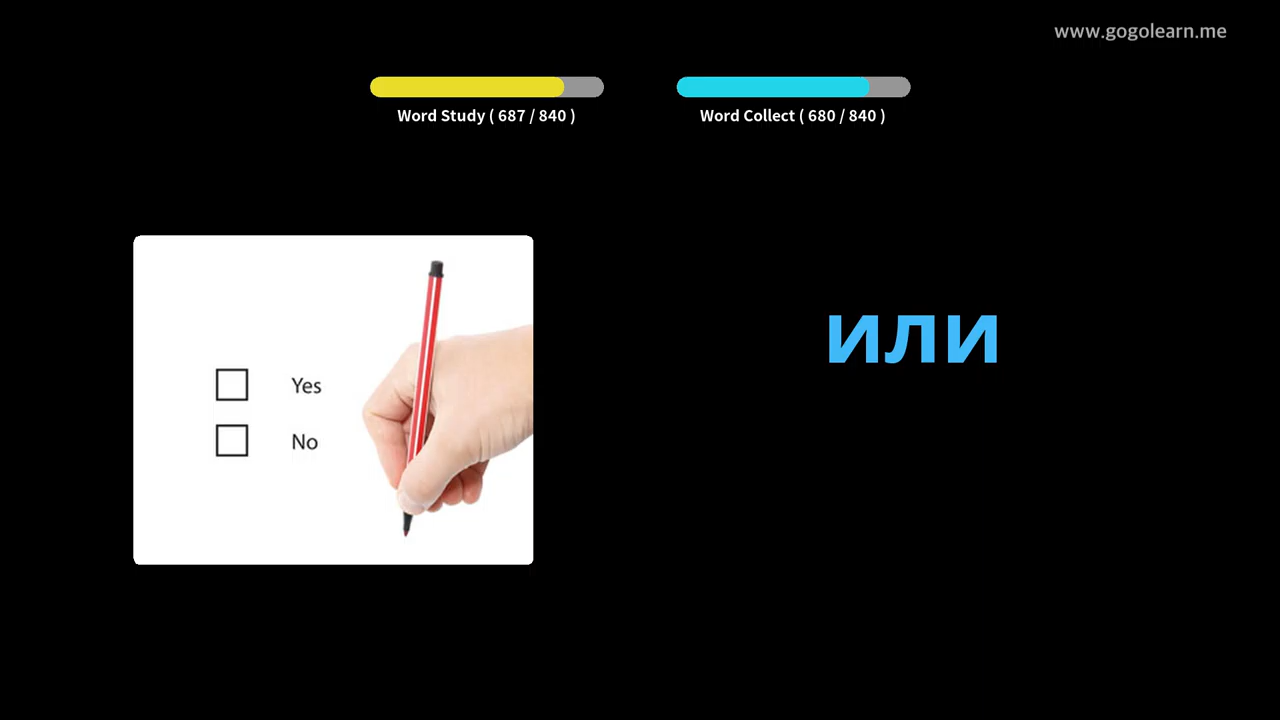 www.gogolearn.me
Word Study ( 687 / 840 )
Word Collect ( 680 / 840 )
Yes
No
или